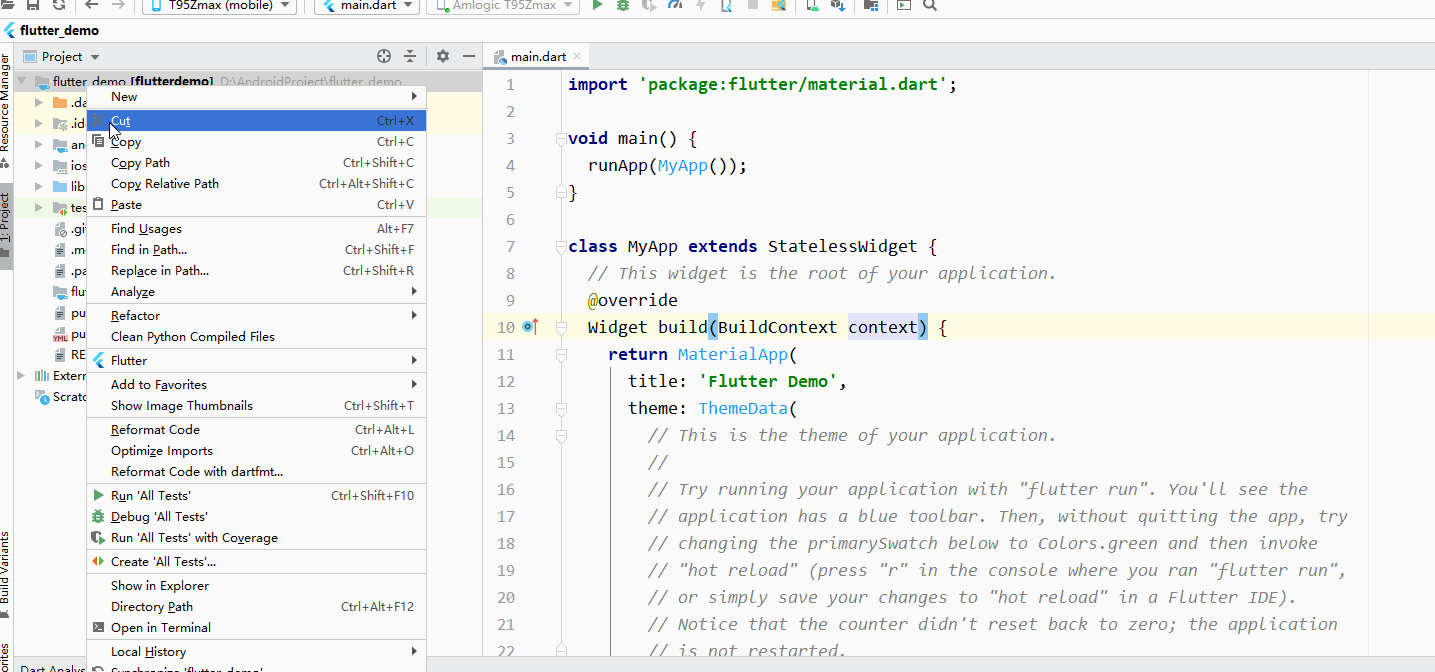 T95Zmax (mobile)
main.dart
Amlogic T95Zmax
flutter_demo
Project
main.dart
Resource Manager
1: Project
Build Variants
flutter_demo [flutterdemo] D:\AndroidProject\flutter_demo
.da
.id
an
ios
lib
tes
.gi
.m
.pa
flu
pu
pu
RE
Extern
Scratc
New
Cut Ctrl+X
Copy Ctrl+C
Copy Path Ctrl+Shift+C
Copy Relative Path Ctrl+Alt+Shift+C
Paste Ctrl+V
Find Usages Alt+F7
Find in Path... Ctrl+Shift+F
Replace in Path... Ctrl+Shift+R
Analyze
Refactor
Clean Python Compiled Files
Flutter
Add to Favorites
Show Image Thumbnails Ctrl+Shift+T
Reformat Code Ctrl+Alt+L
Optimize Imports Ctrl+Alt+O
Reformat Code with dartfmt...
Run 'All Tests' Ctrl+Shift+F10
Debug 'All Tests'
Run 'All Tests' with Coverage
Create 'All Tests'...
Show in Explorer
Directory Path Ctrl+Alt+F12
Open in Terminal
Local History
Synchronize 'flutter_demo'
1 import 'package:flutter/material.dart';
2
3 void main() {
4 runApp(MyApp());
5 }
6
7 class MyApp extends StatelessWidget {
8 // This widget is the root of your application.
9 @override
10 Widget build(BuildContext context) {
11 return MaterialApp(
12 title: 'Flutter Demo',
13 theme: ThemeData(
14 // This is the theme of your application.
15 //
16 // Try running your application with "flutter run". You'll see the
17 // application has a blue toolbar. Then, without quitting the app, try
18 // changing the primarySwatch below to Colors.green and then invoke
19 // "hot reload" (press "r" in the console where you ran "flutter run",
20 // or simply save your changes to "hot reload" in a Flutter IDE).
21 // Notice that the counter didn't reset back to zero; the application
22 // is not restarted.
Dart Analys